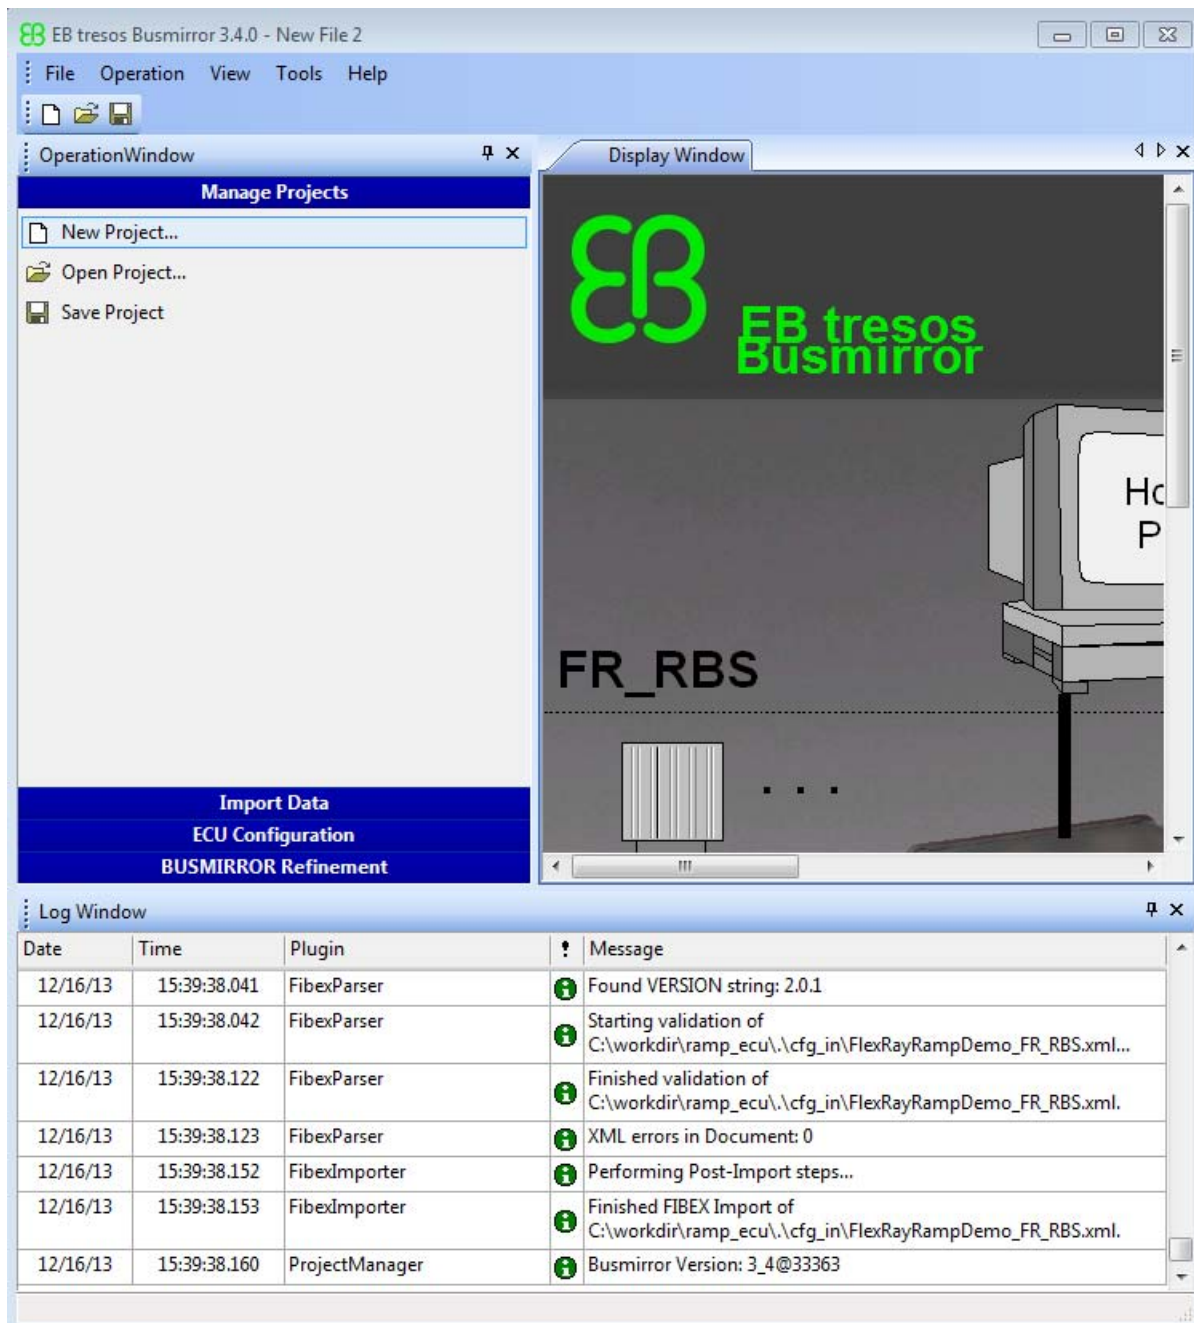 EB tresos Busmirror 3.4.0 - New File 2
File Operation View Tools Help
OperationWindow
Display Window
Manage Projects
New Project...
Open Project...
Save Project
EB
EB tresos
Busmirror
Ho
P
FR_RBS
. . .
Import Data
ECU Configuration
BUSMIRROR Refinement
Log Window
Date Time Plugin ! Message
12/16/13 15:39:38.041 FibexParser Found VERSION string: 2.0.1
12/16/13 15:39:38.042 FibexParser Starting validation of
C:\workdir\ramp_ecu\.\cfg_in\FlexRayRampDemo_FR_RBS.xml...
12/16/13 15:39:38.122 FibexParser Finished validation of
C:\workdir\ramp_ecu\.\cfg_in\FlexRayRampDemo_FR_RBS.xml.
12/16/13 15:39:38.123 FibexParser XML errors in Document: 0
12/16/13 15:39:38.152 FibexImporter Performing Post-Import steps...
12/16/13 15:39:38.153 FibexImporter Finished FIBEX Import of
C:\workdir\ramp_ecu\.\cfg_in\FlexRayRampDemo_FR_RBS.xml.
12/16/13 15:39:38.160 ProjectManager Busmirror Version: 3_4@33363